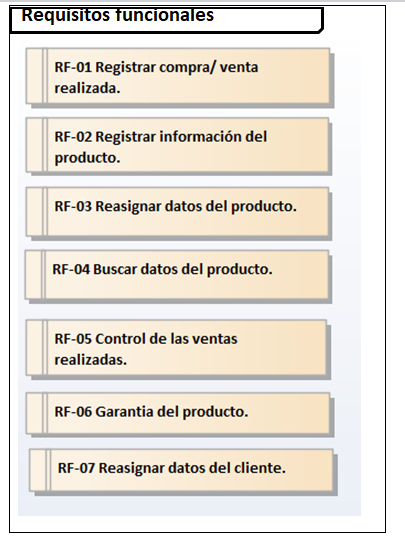 Requisitos funcionales
RF-01 Registrar compra/ venta
realizada.
RF-02 Registrar información del
producto.
RF-03 Reasignar datos del producto.
RF-04 Buscar datos del producto.
RF-05 Control de las ventas
realizadas.
RF-06 Garantia del producto.
RF-07 Reasignar datos del cliente.